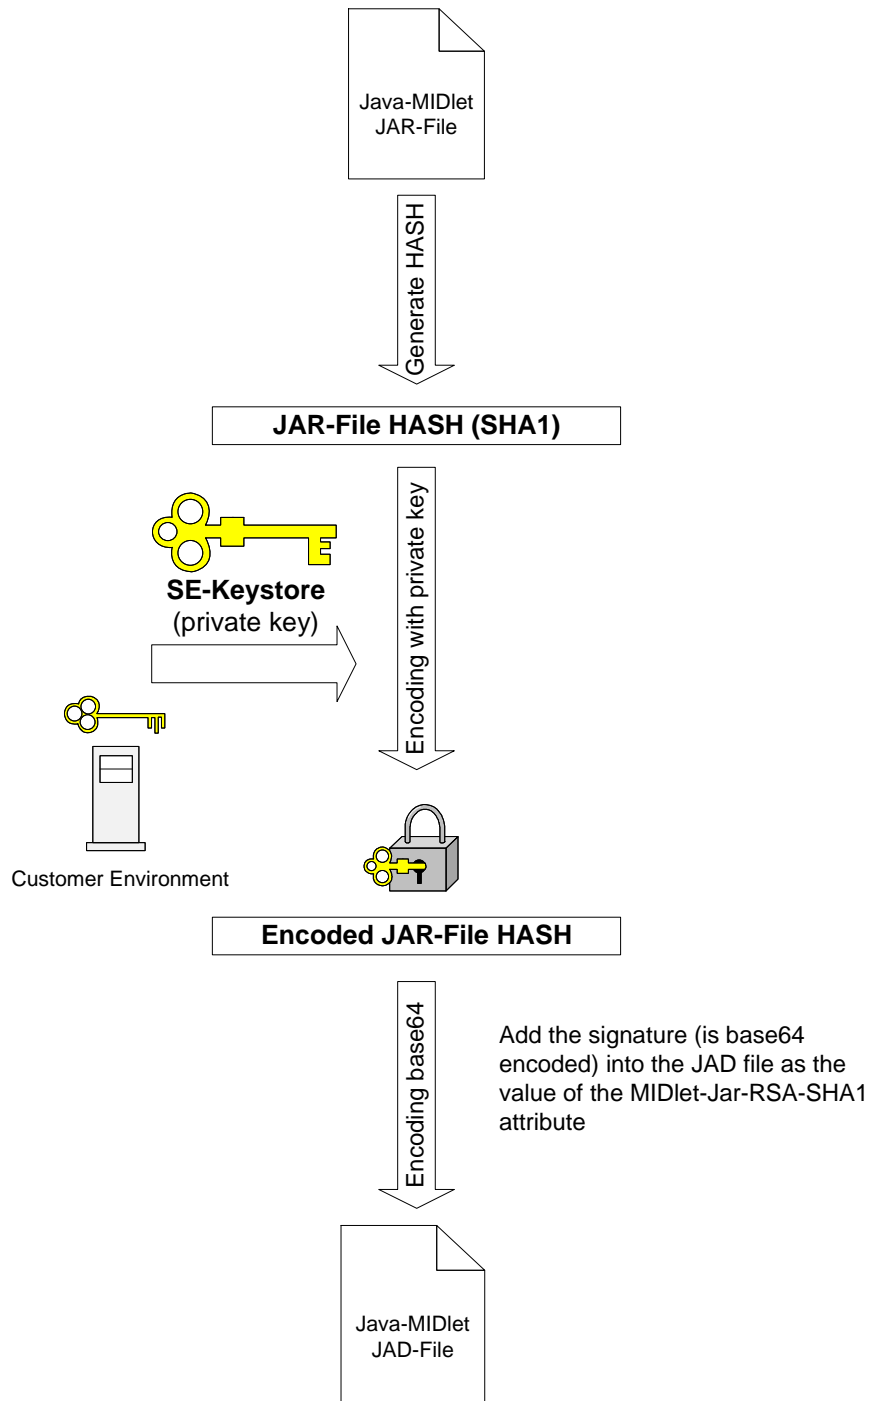 Java-MIDlet
JAR-File
Generate HASH
JAR-File HASH (SHA1)
SE-Keystore
(private key)
Encoding with private key
Customer Environment
Encoded JAR-File HASH
Encoding base64
Add the signature (is base64
encoded) into the JAD file as the
value of the MIDlet-Jar-RSA-SHA1
attribute
Java-MIDlet
JAD-File